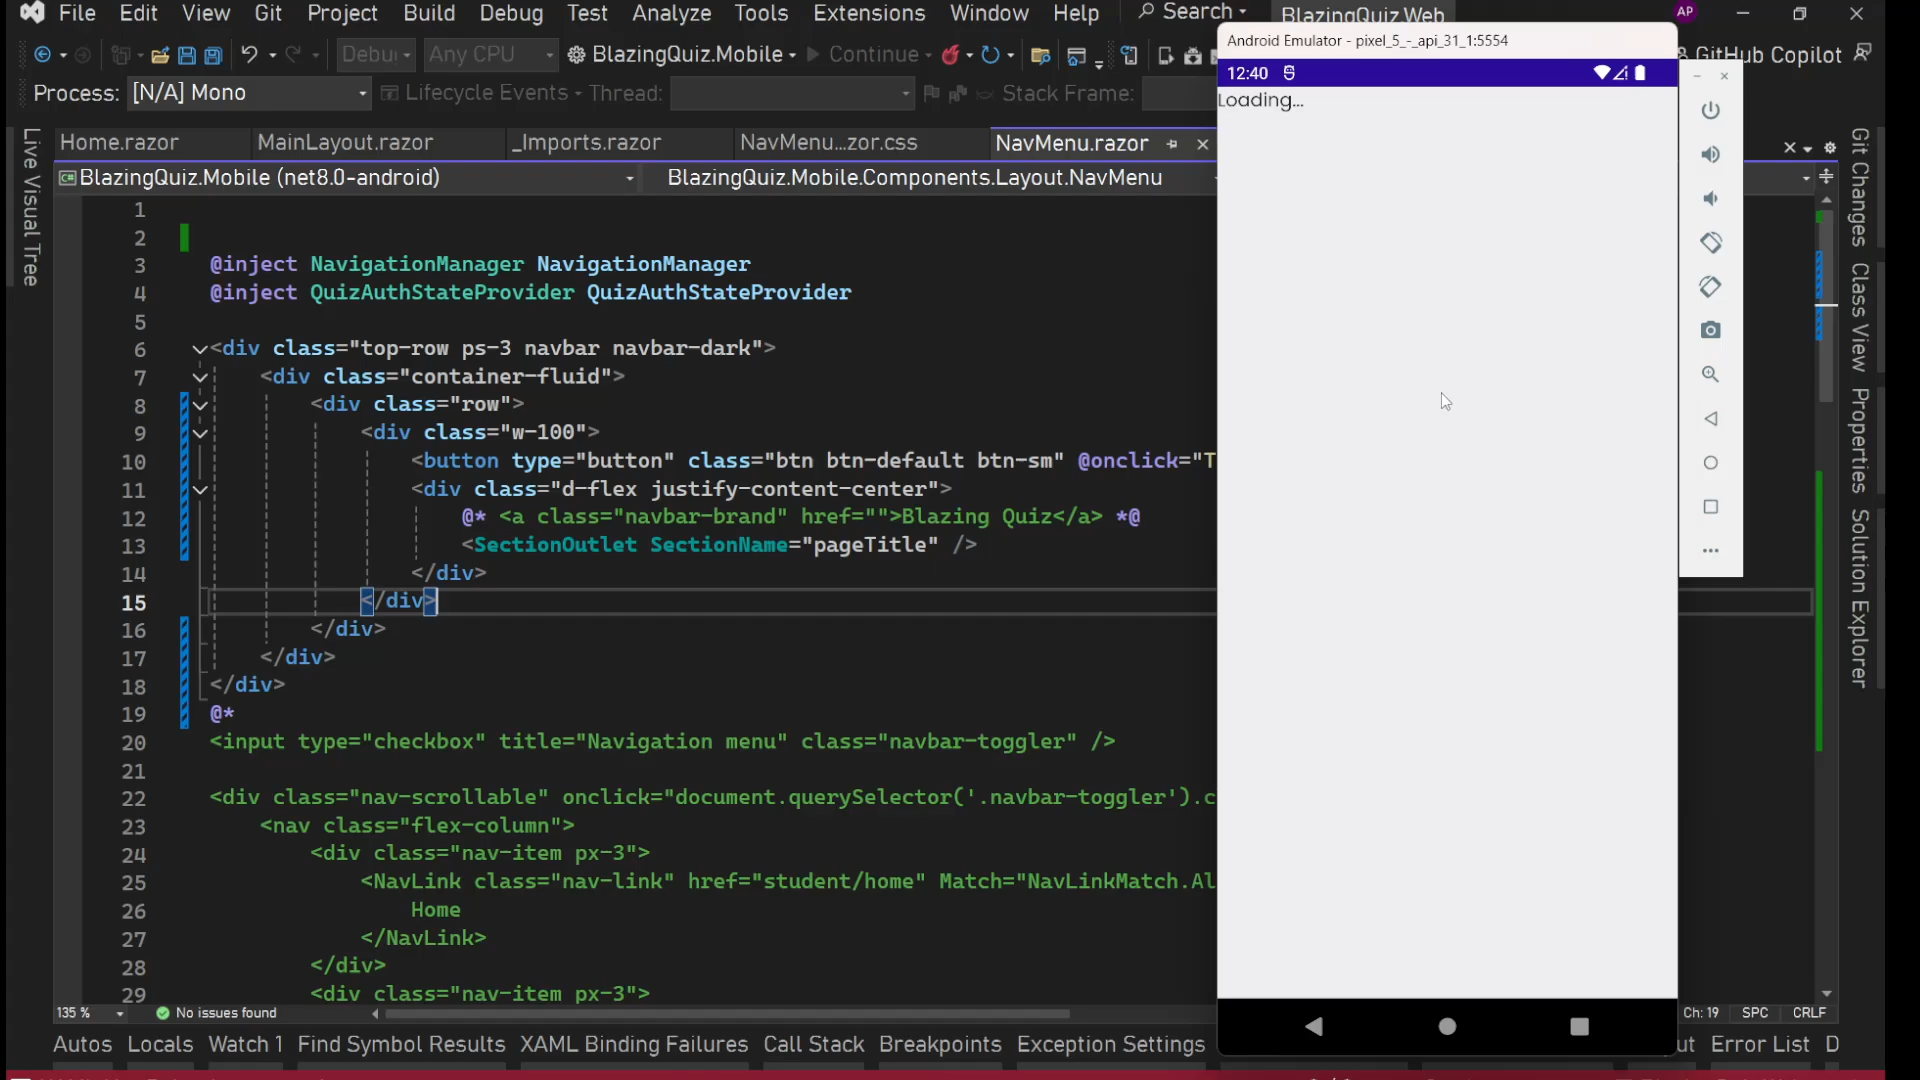 File Edit View Git Project Build Debug Test Analyze Tools Extensions Window Help Search BlazingQuiz.Web AP
Debug Any CPU BlazingQuiz.Mobile Continue GitHub Copilot
Process: [N/A] Mono Lifecycle Events Thread: Stack Frame:
Home.razor MainLayout.razor _Imports.razor NavMenu...zor.css NavMenu.razor
BlazingQuiz.Mobile (net8.0-android) BlazingQuiz.Mobile.Components.Layout.NavMenu
Live Visual Tree
1
2
3 @inject NavigationManager NavigationManager
4 @inject QuizAuthStateProvider QuizAuthStateProvider
5
6 <div class="top-row ps-3 navbar navbar-dark">
7 <div class="container-fluid">
8 <div class="row">
9 <div class="w-100">
10 <button type="button" class="btn btn-default btn-sm" @onclick="T
11 <div class="d-flex justify-content-center">
12 @* <a class="navbar-brand" href="">Blazing Quiz</a> *@
13 <SectionOutlet SectionName="pageTitle" />
14 </div>
15 </div>
16 </div>
17 </div>
18 </div>
19 @*
20 <input type="checkbox" title="Navigation menu" class="navbar-toggler" />
21
22 <div class="nav-scrollable" onclick="document.querySelector('.navbar-toggler').c
23 <nav class="flex-column">
24 <div class="nav-item px-3">
25 <NavLink class="nav-link" href="student/home" Match="NavLinkMatch.Al
26 Home
27 </NavLink>
28 </div>
29 <div class="nav-item px-3">
135 % No issues found
Ch: 19 SPC CRLF
Autos Locals Watch 1 Find Symbol Results XAML Binding Failures Call Stack Breakpoints Exception Settings
Error List
Android Emulator - pixel_5_-_api_31_1:5554
12:40
Loading...
Git Changes
Class View
Properties
Solution Explorer